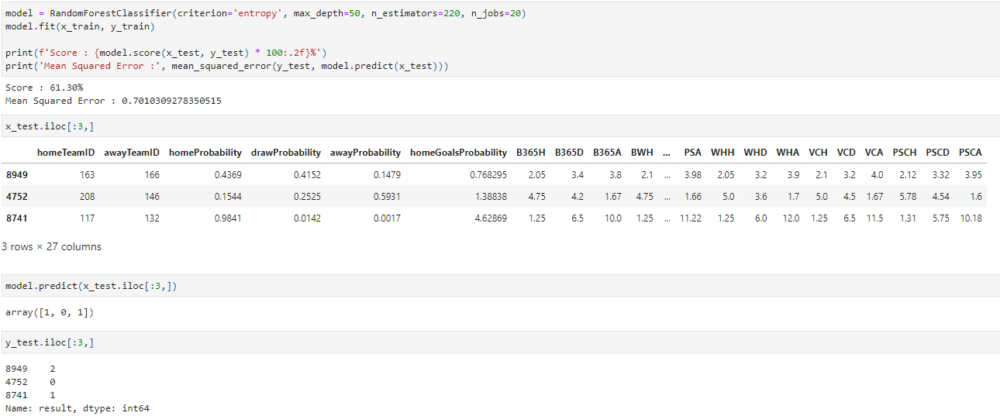 model = RandomForestClassifier(criterion='entropy', max_depth=50, n_estimators=220, n_jobs=20)
model.fit(x_train, y_train)
print(f'Score : {model.score(x_test, y_test) * 100:.2f}%')
print('Mean Squared Error :', mean_squared_error(y_test, model.predict(x_test)))
Score : 61.30%
Mean Squared Error : 0.7010309278350515
x_test.iloc[:3,]
homeTeamID awayTeamID homeProbability drawProbability awayProbability homeGoalsProbability B365H B365D B365A BWH ... PSA WHH WHD WHA VCH VCD VCA PSCH PSCD PSCA
8949 163 166 0.4369 0.4152 0.1479 0.768295 2.05 3.4 3.8 2.1 ... 3.98 2.05 3.2 3.9 2.1 3.2 4.0 2.12 3.32 3.95
4752 208 146 0.1544 0.2525 0.5931 1.38838 4.75 4.2 1.67 4.75 ... 1.66 5.0 3.6 1.7 5.0 4.5 1.67 5.78 4.54 1.6
8741 117 132 0.9841 0.0142 0.0017 4.62869 1.25 6.5 10.0 1.25 ... 11.22 1.25 6.0 12.0 1.25 6.5 11.5 1.31 5.75 10.18
3 rows × 27 columns
model.predict(x_test.iloc[:3,])
array([1, 0, 1])
y_test.iloc[:3,]
8949 2
4752 0
8741 1
Name: result, dtype: int64